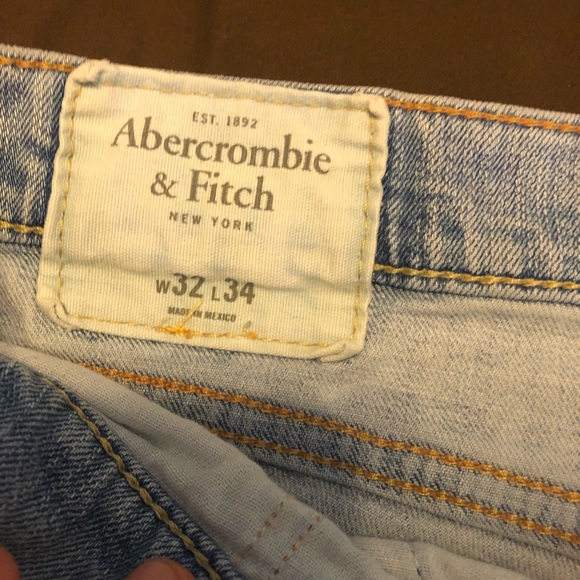 EST. 1892
Abercrombie
& Fitch
NEW YORK
W32 L34
MADE IN MEXICO